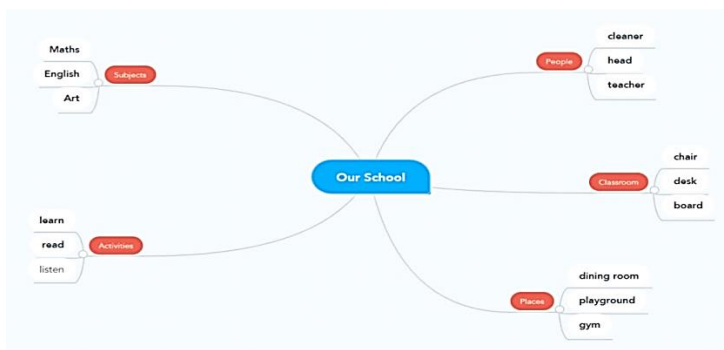 Our School
Subjects
Maths
English
Art
Activities
learn
read
listen
People
cleaner
head
teacher
Classroom
chair
desk
board
Places
dining room
playground
gym